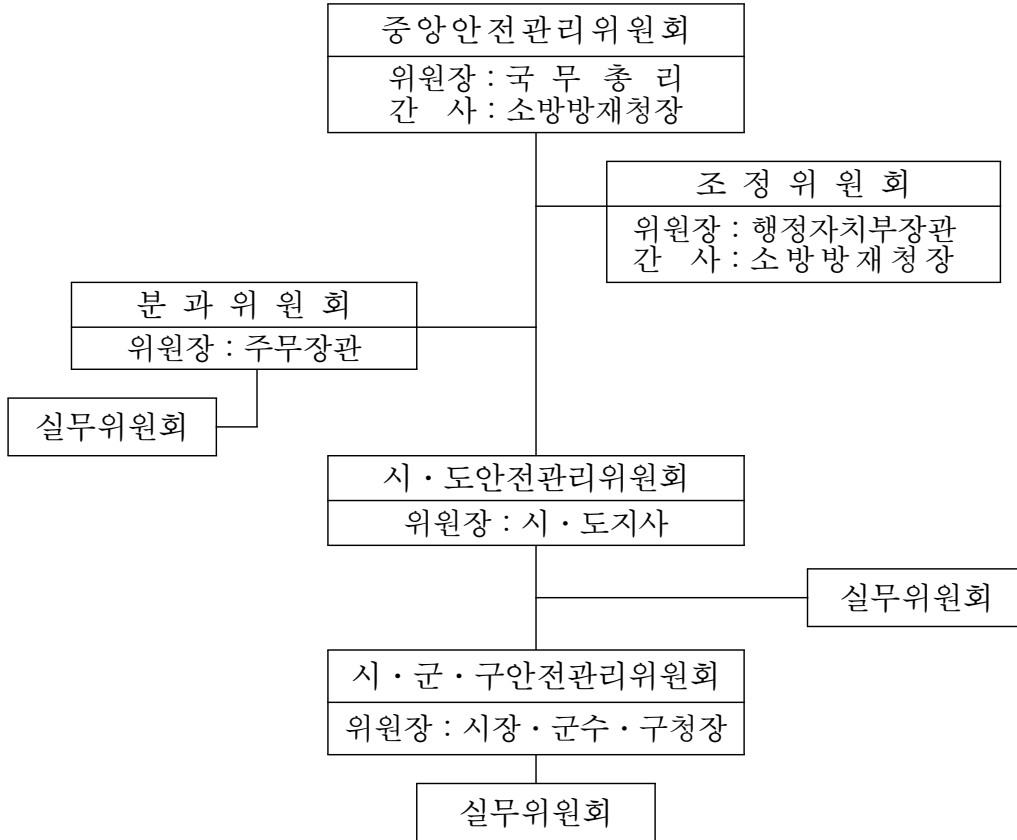 중앙안전관리위원회
위원장 : 국 무 총 리
간 사 : 소방방재청장
조 정 위 원 회
위원장 : 행정자치부장관
간 사 : 소 방 방 재 청 장
분 과 위 원 회
위원장 : 주무장관
실무위원회
시 · 도안전관리위원회
위원장 : 시 · 도지사
실무위원회
시 · 군 · 구안전관리위원회
위원장 : 시장 · 군수 · 구청장
실무위원회